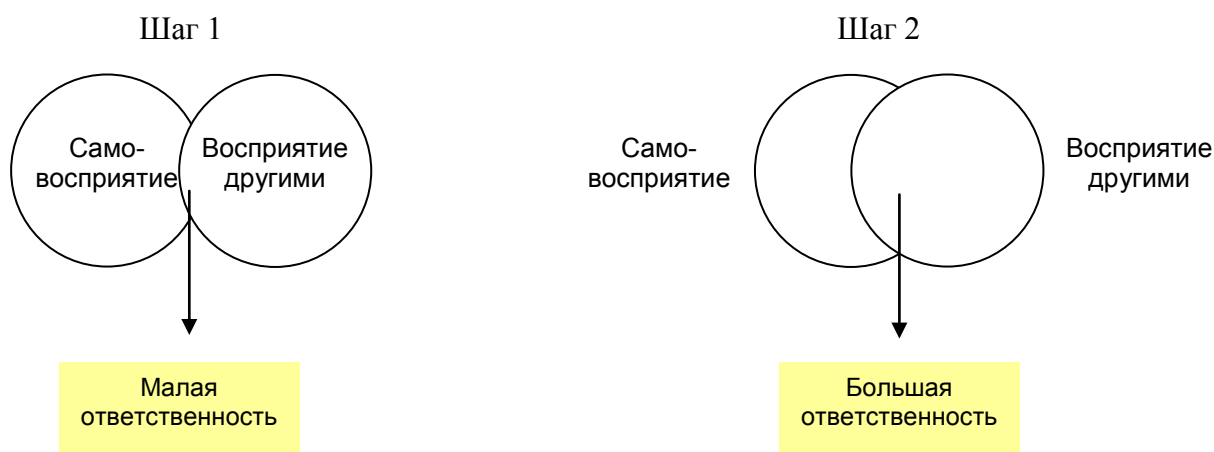 Шаг 1
Само-
восприятие
Восприятие
другими
Малая
ответственность
Шаг 2
Само-
восприятие
Восприятие
другими
Большая
ответственность